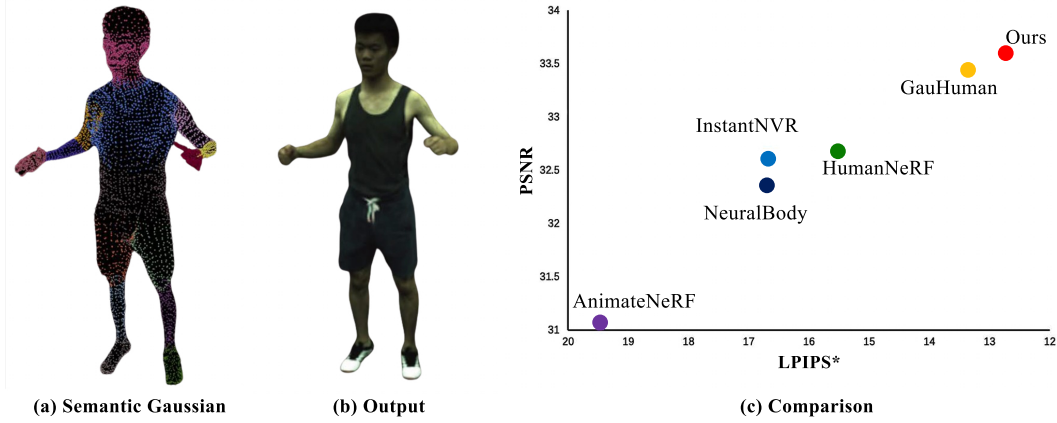 34
Ours
33.5
GauHuman
33
InstantNVR
HumanNeRF
32.5
NeuralBody
32
31.5
AnimateNeRF
31
PSNR
20 19 18 17 16 15 14 13 12
LPIPS*
(a) Semantic Gaussian
(b) Output
(c) Comparison